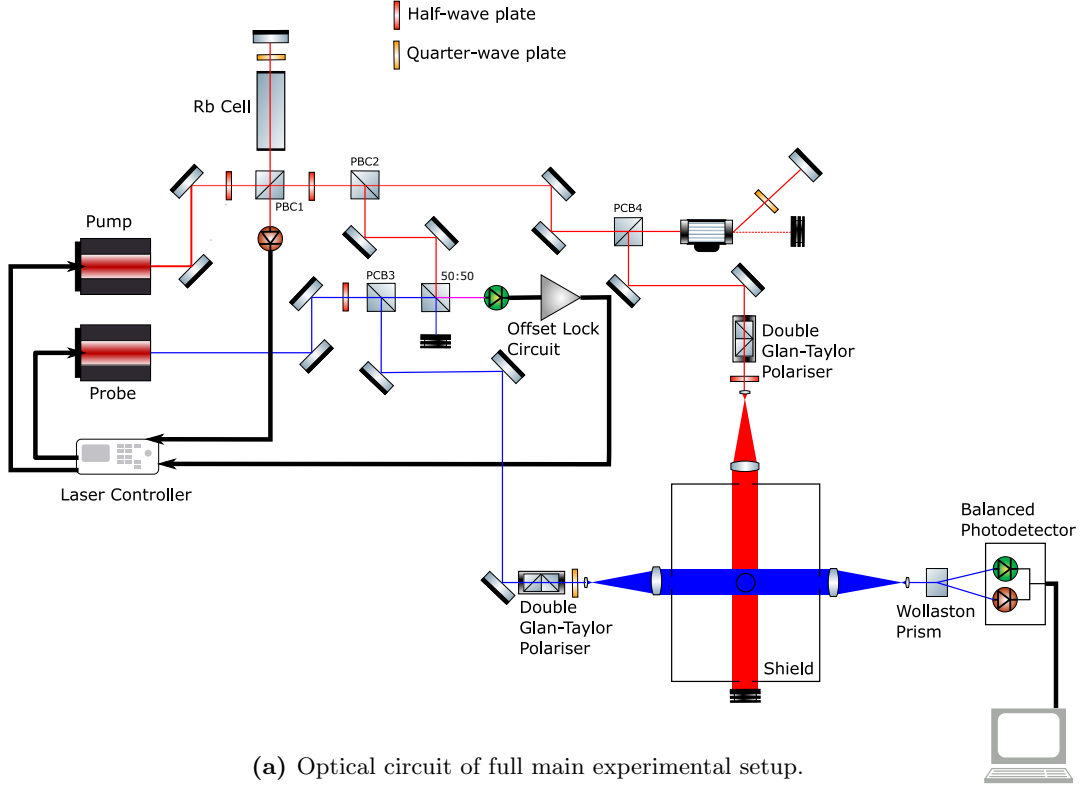 Half-wave plate
Quarter-wave plate
Rb Cell
PBC1
PBC2
PCB4
Pump
PCB3
50:50
Offset Lock
Circuit
Probe
Double
Glan-Taylor
Polariser
Laser Controller
Balanced
Photodetector
Double
Glan-Taylor
Polariser
Wollaston
Prism
Shield
(a) Optical circuit of full main experimental setup.